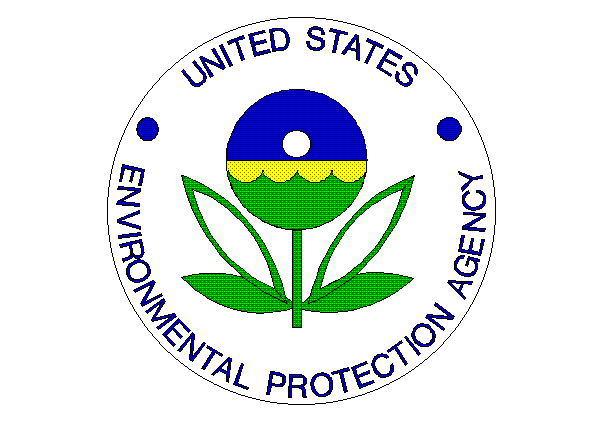 UNITED STATES
ENVIRONMENTAL PROTECTION AGENCY